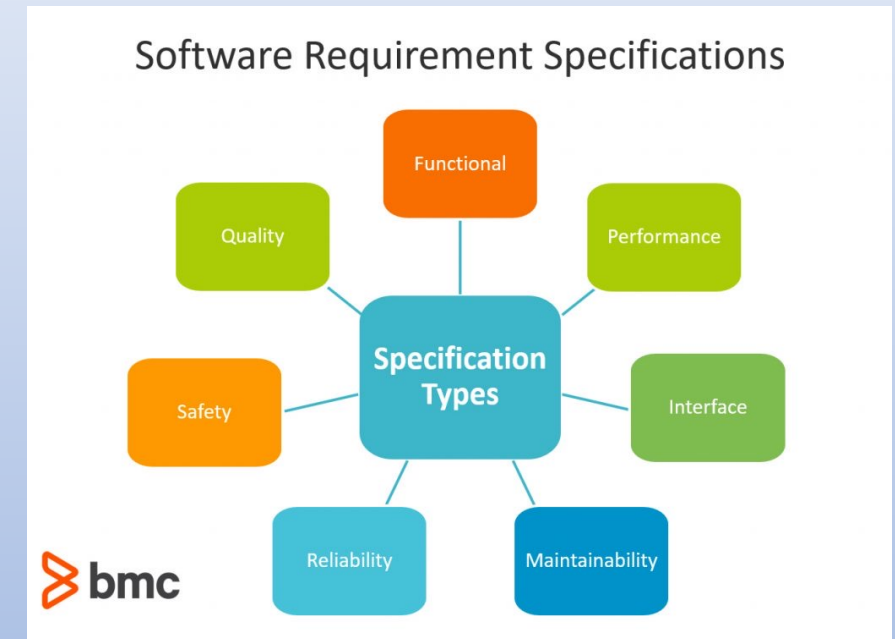 Software Requirement Specifications
Functional
Quality
Performance
Specification
Types
Safety
Interface
Reliability
Maintainability
bmc